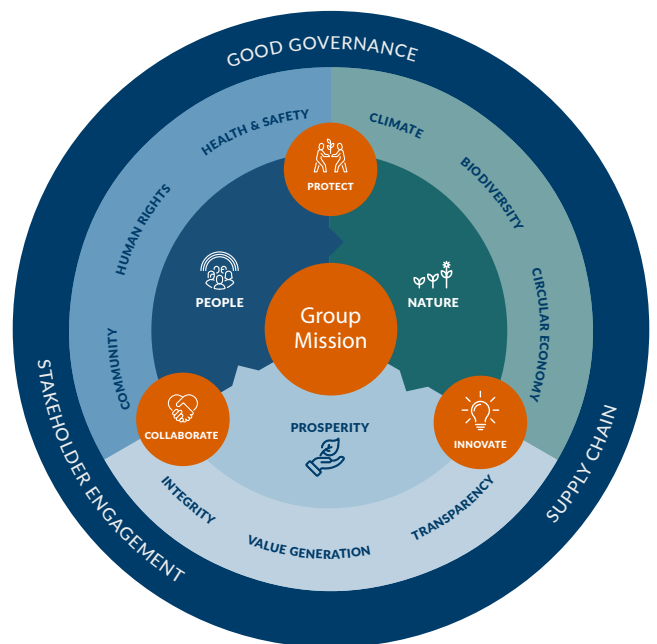 GOOD GOVERNANCE
HEALTH & SAFETY
CLIMATE
PROTECT
BIODIVERSITY
HUMAN RIGHTS
PEOPLE
NATURE
Group
Mission
CIRCULAR ECONOMY
COMMUNITY
COLLABORATE
PROSPERITY
INNOVATE
INTEGRITY
VALUE GENERATION
TRANSPARENCY
STAKEHOLDER ENGAGEMENT
SUPPLY CHAIN